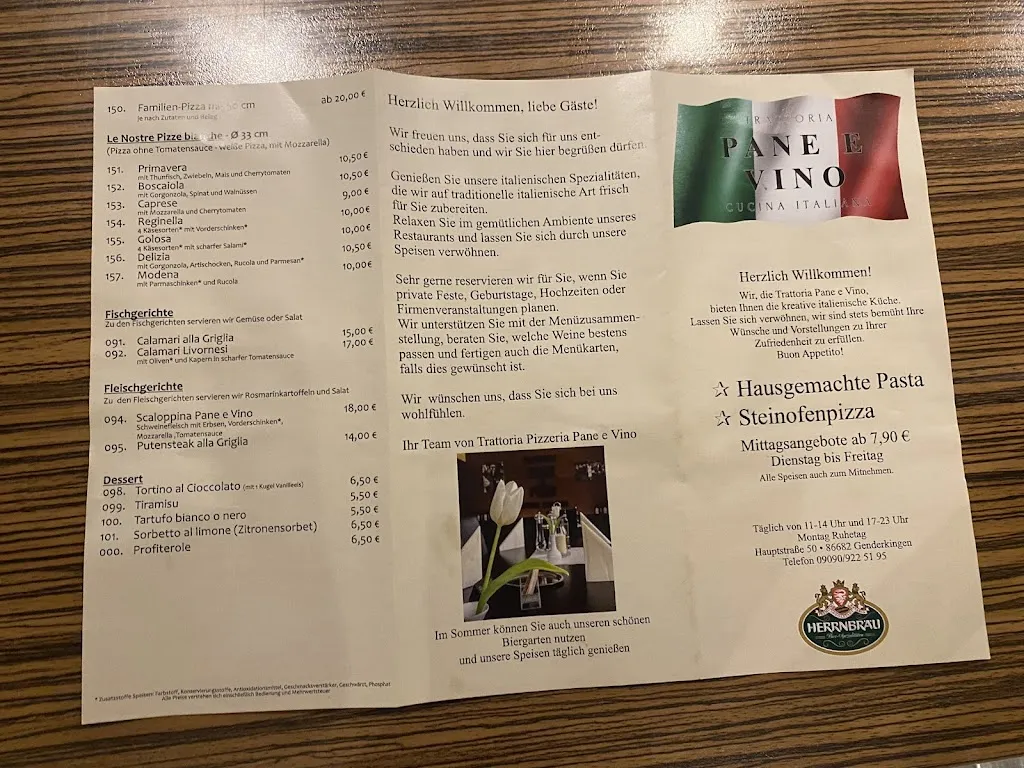 150. Familien-Pizza cm ab 20,00 €
Je nach Zutaten und Belag
Le Nostre Pizze bianche - Ø 33 cm
(Pizza ohne Tomatensauce - weiße Pizza, mit Mozzarella)
151. Primavera 10,50 €
mit Thunfisch, Zwiebeln, Mais und Cherrytomaten
152. Boscaiola 10,50 €
mit Gorgonzola, Spinat und Walnüssen
153. Caprese 9,00 €
mit Mozzarella und Cherrytomaten
154. Reginella 10,00 €
4 Käsesorten* mit Vorderschinken*
155. Golosa 10,00 €
4 Käsesorten* mit scharfer Salami*
156. Delizia 10,50 €
mit Gorgonzola, Artischocken, Rucola und Parmesan*
157. Modena 10,00 €
mit Parmaschinken* und Rucola
Fischgerichte
Zu den Fischgerichten servieren wir Gemüse oder Salat
091. Calamari alla Griglia 15,00 €
092. Calamari Livornesi 17,00 €
mit Oliven* und Kapern in scharfer Tomatensauce
Fleischgerichte
Zu den Fleischgerichten servieren wir Rosmarinkartoffeln und Salat
094. Scaloppina Pane e Vino 18,00 €
Schweinefleisch mit Erbsen, Vorderschinken*,
Mozzarella ,Tomatensauce
095. Putensteak alla Griglia 14,00 €
Dessert
098. Tortino al Cioccolato (mit 1 Kugel Vanilleeis) 6,50 €
099. Tiramisu 5,50 €
100. Tartufo bianco o nero 5,50 €
101. Sorbetto al limone (Zitronensorbet) 6,50 €
000. Profiterole 6,50 €
* Zusatzstoffe Speisen: Farbstoff, Konservierungsstoffe, Antioxidationsmittel, Geschmacksverstärker, Geschwärzt, Phosphat
Alle Preise verstehen sich einschließlich Bedienung und Mehrwertsteuer
Herzlich Willkommen, liebe Gäste!
Wir freuen uns, dass Sie sich für uns ent-
schieden haben und wir Sie hier begrüßen dürfen.
Genießen Sie unsere italienischen Spezialitäten,
die wir auf traditionelle italienische Art frisch
für Sie zubereiten.
Relaxen Sie im gemütlichen Ambiente unseres
Restaurants und lassen Sie sich durch unsere
Speisen verwöhnen.
Sehr gerne reservieren wir für Sie, wenn Sie
private Feste, Geburtstage, Hochzeiten oder
Firmenveranstaltungen planen.
Wir unterstützen Sie mit der Menüzusammen-
stellung, beraten Sie, welche Weine bestens
passen und fertigen auch die Menükarten,
falls dies gewünscht ist.
Wir wünschen uns, dass Sie sich bei uns
wohlfühlen.
Ihr Team von Trattoria Pizzeria Pane e Vino
Im Sommer können Sie auch unseren schönen
Biergarten nutzen
und unsere Speisen täglich genießen
TRATTORIA
PANE E
VINO
CUCINA ITALIANA
Herzlich Willkommen!
Wir, die Trattoria Pane e Vino,
bieten Ihnen die kreative italienische Küche.
Lassen Sie sich verwöhnen, wir sind stets bemüht Ihre
Wünsche und Vorstellungen zu Ihrer
Zufriedenheit zu erfüllen.
Buon Appetito!
☆ Hausgemachte Pasta
☆ Steinofenpizza
Mittagsangebote ab 7,90 €
Dienstag bis Freitag
Alle Speisen auch zum Mitnehmen.
Täglich von 11-14 Uhr und 17-23 Uhr
Montag Ruhetag
Hauptstraße 50 • 86682 Genderkingen
Telefon 09090/922 51 95
HERRNBRÄU
Bier-Spezialitäten